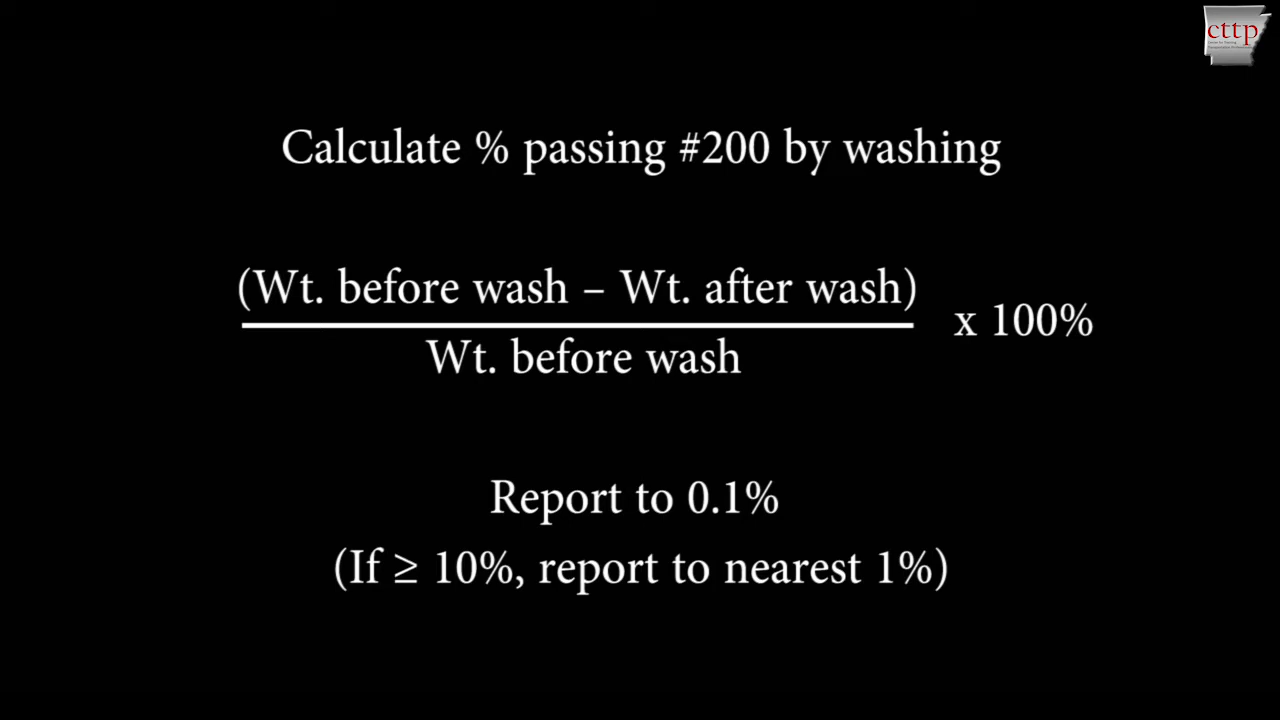 cttp
Calculate % passing #200 by washing
(Wt. before wash – Wt. after wash)
x 100%
Wt. before wash
Report to 0.1%
(If ≥ 10%, report to nearest 1%)